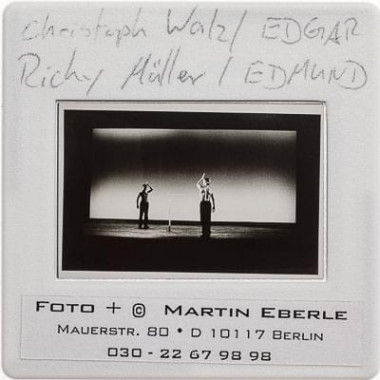 Christoph Walz / EDGAR
Richy Müller / EDMUND
FOTO + © MARTIN EBERLE
MAUERSTR. 80 • D 10117 BERLIN
030 - 22 67 98 98